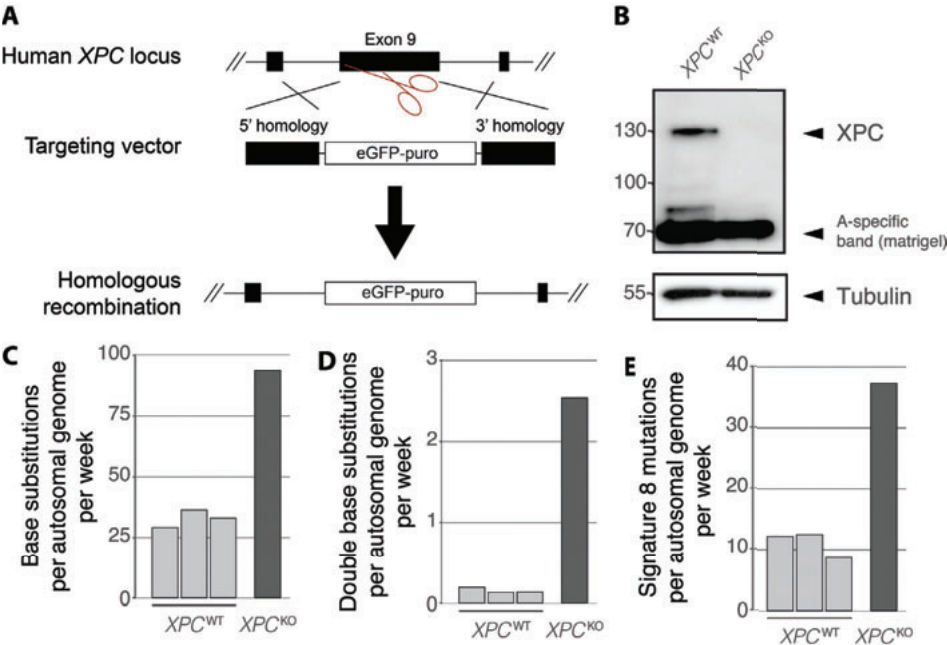 A
Human XPC locus
Exon 9
5' homology
3' homology
Targeting vector
eGFP-puro
Homologous
recombination
eGFP-puro
B
XPCWT
XPCKO
130
XPC
100
70
A-specific
band (matrigel)
55
Tubulin
C
Base substitutions
per autosomal genome
per week
100
75
50
25
0
XPCWT
XPCKO
D
Double base substitutions
per autosomal genome
per week
3
2
1
0
XPCWT
XPCKO
E
Signature 8 mutations
per autosomal genome
per week
40
30
20
10
0
XPCWT
XPCKO